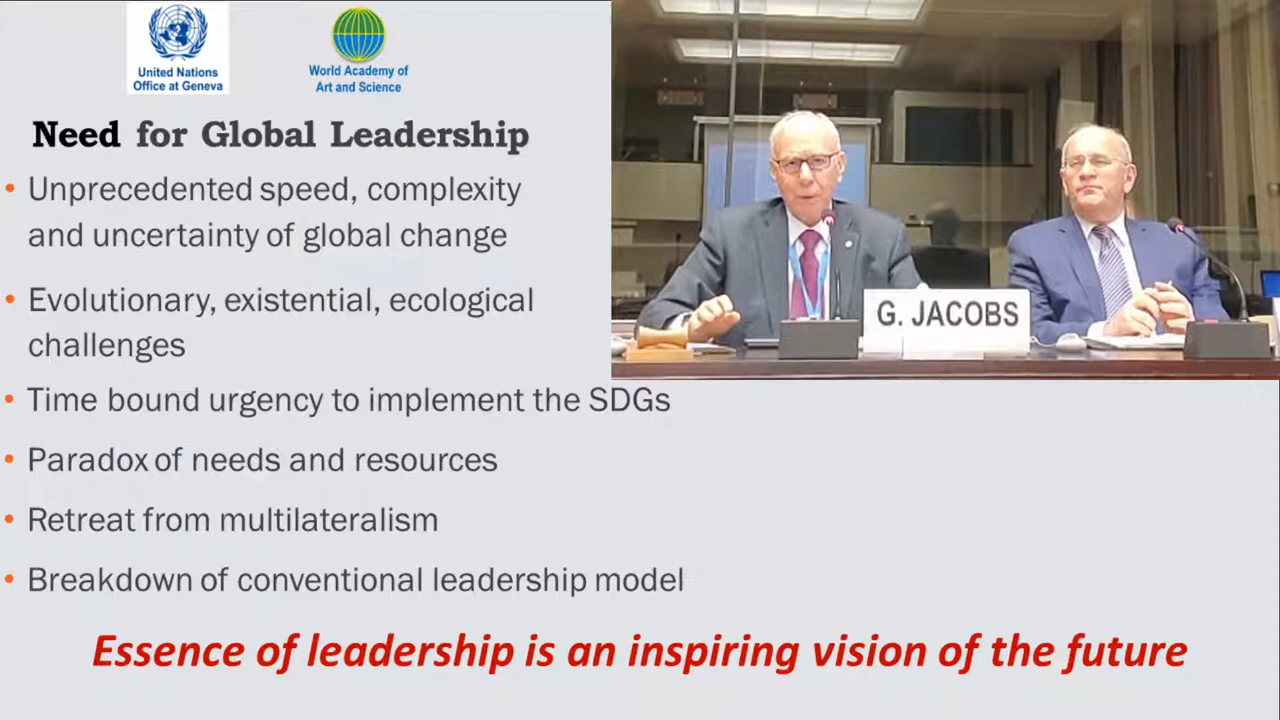 United Nations
Office at Geneva
World Academy of
Art and Science
Need for Global Leadership
• Unprecedented speed, complexity
and uncertainty of global change
• Evolutionary, existential, ecological
challenges
• Time bound urgency to implement the SDGs
• Paradox of needs and resources
• Retreat from multilateralism
• Breakdown of conventional leadership model
Essence of leadership is an inspiring vision of the future
G. JACOBS